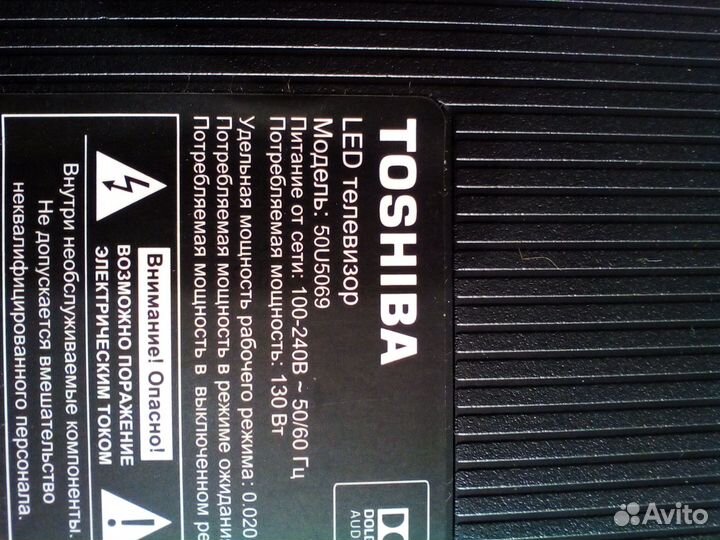 TOSHIBA
LED телевизор
Модель: 50U5069
Питание от сети: 100-240В ~ 50/60 Гц
Потребляемая мощность: 130 Вт
Удельная мощность рабочего режима: 0.020
Потребляемая мощность в режиме ожидания
Потребляемая мощность в выключенном ре
Внимание! Опасно!
ВОЗМОЖНО ПОРАЖЕНИЕ
ЭЛЕКТРИЧЕСКИМ ТОКОМ
Внутри необслуживаемые компоненты.
Не допускается вмешательство
неквалифицированного персонала.
DOLB
AUD
Avito